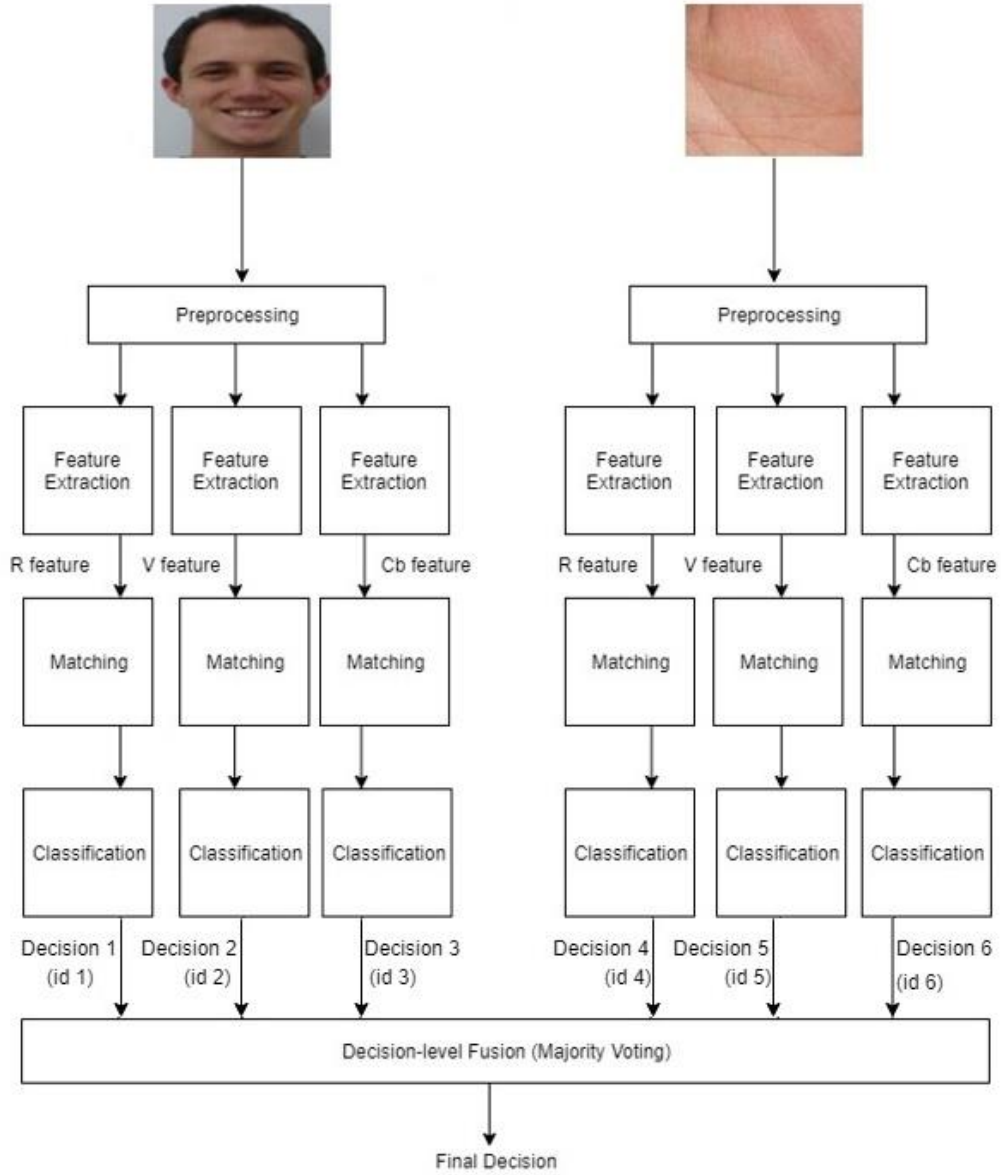 Preprocessing
Preprocessing
Feature
Extraction
Feature
Extraction
Feature
Extraction
Feature
Extraction
Feature
Extraction
Feature
Extraction
R feature
V feature
Cb feature
R feature
V feature
Cb feature
Matching
Matching
Matching
Matching
Matching
Matching
Classification
Classification
Classification
Classification
Classification
Classification
Decision 1
(id 1)
Decision 2
(id 2)
Decision 3
(id 3)
Decision 4
(id 4)
Decision 5
(id 5)
Decision 6
(id 6)
Decision-level Fusion (Majority Voting)
Final Decision